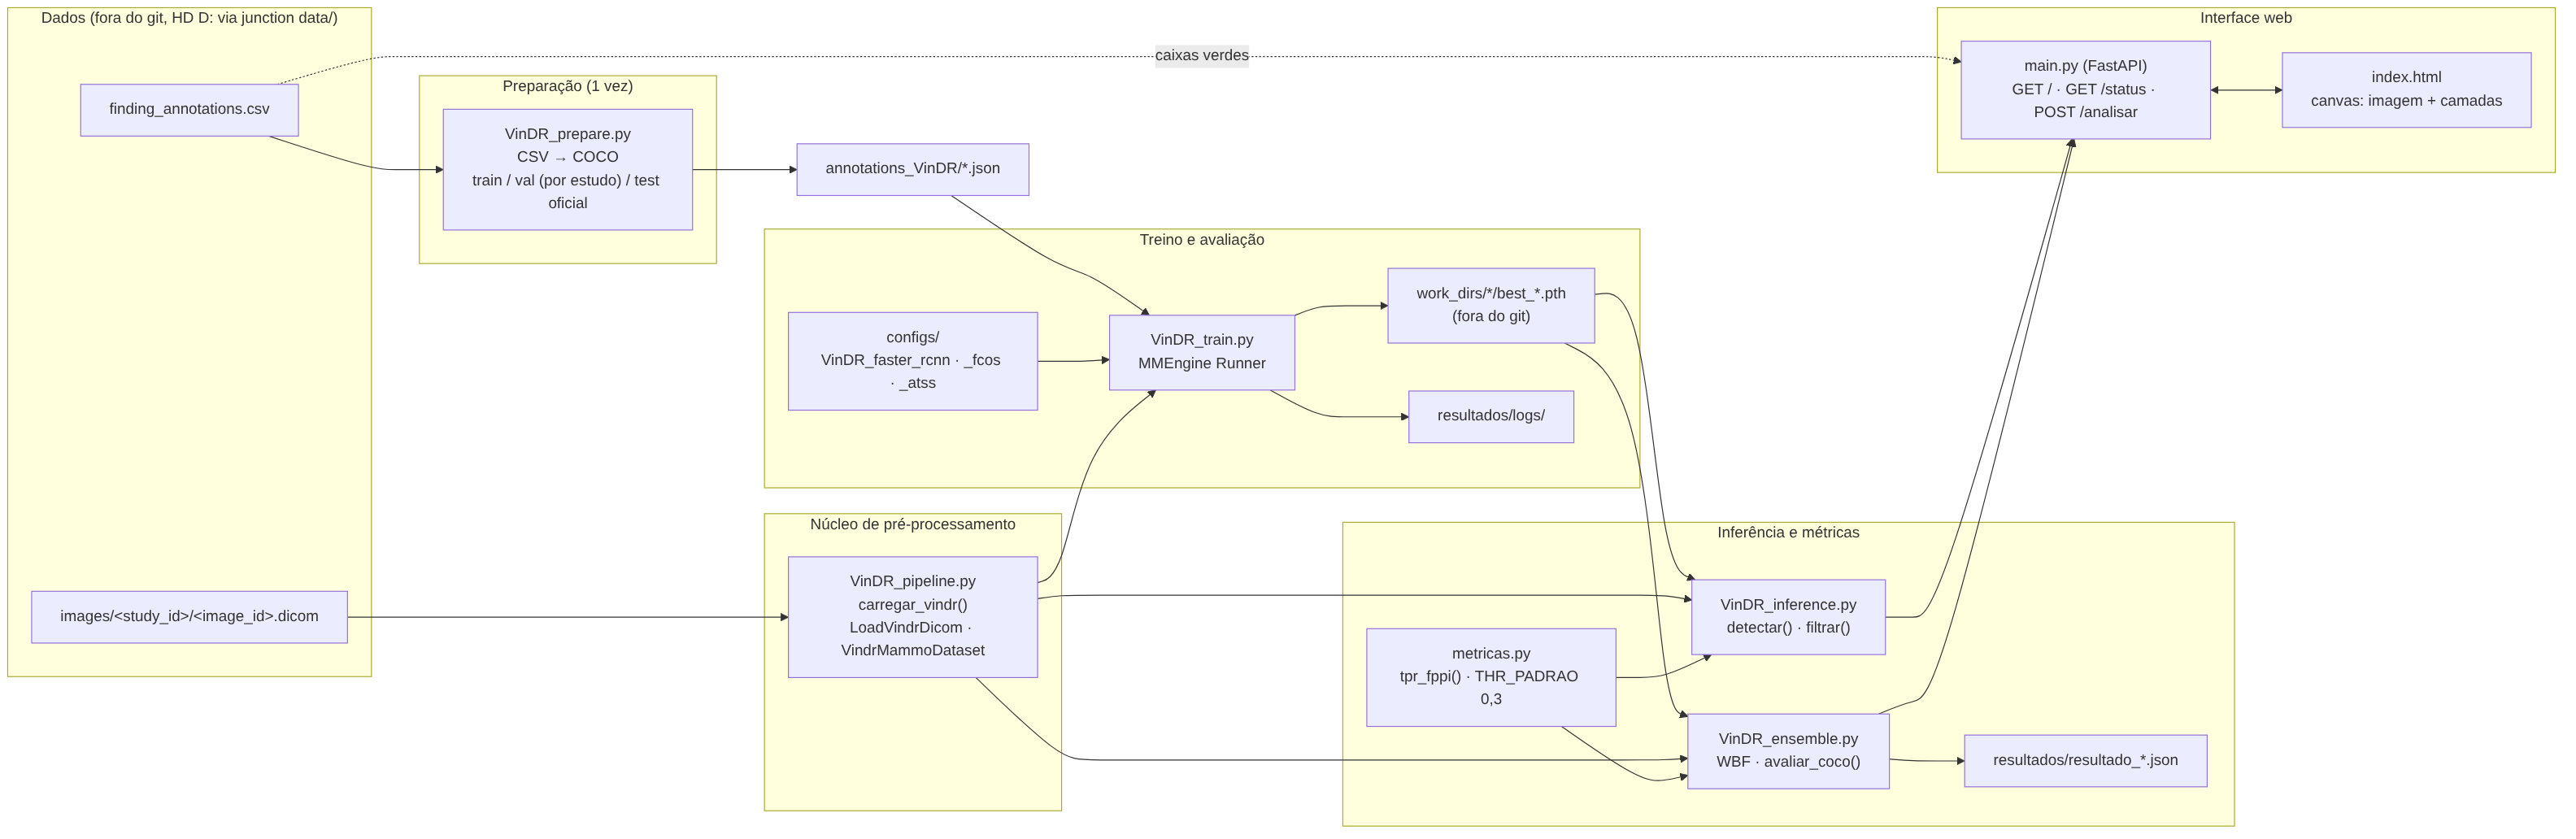 Dados (fora do git, HD D: via junction data/)
finding_annotations.csv
images/<study_id>/<image_id>.dicom
caixas verdes
Preparação (1 vez)
VinDR_prepare.py
CSV → COCO
train / val (por estudo) / test
oficial
annotations_VinDR/*.json
Treino e avaliação
configs/
VinDR_faster_rcnn · _fcos
· _atss
VinDR_train.py
MMEngine Runner
work_dirs/*/best_*.pth
(fora do git)
resultados/logs/
Núcleo de pré-processamento
VinDR_pipeline.py
carregar_vindr()
LoadVindrDicom ·
VindrMammoDataset
Inferência e métricas
metricas.py
tpr_fppi() · THR_PADRAO
0,3
VinDR_inference.py
detectar() · filtrar()
VinDR_ensemble.py
WBF · avaliar_coco()
resultados/resultado_*.json
Interface web
main.py (FastAPI)
GET / · GET /status ·
POST /analisar
index.html
canvas: imagem + camadas